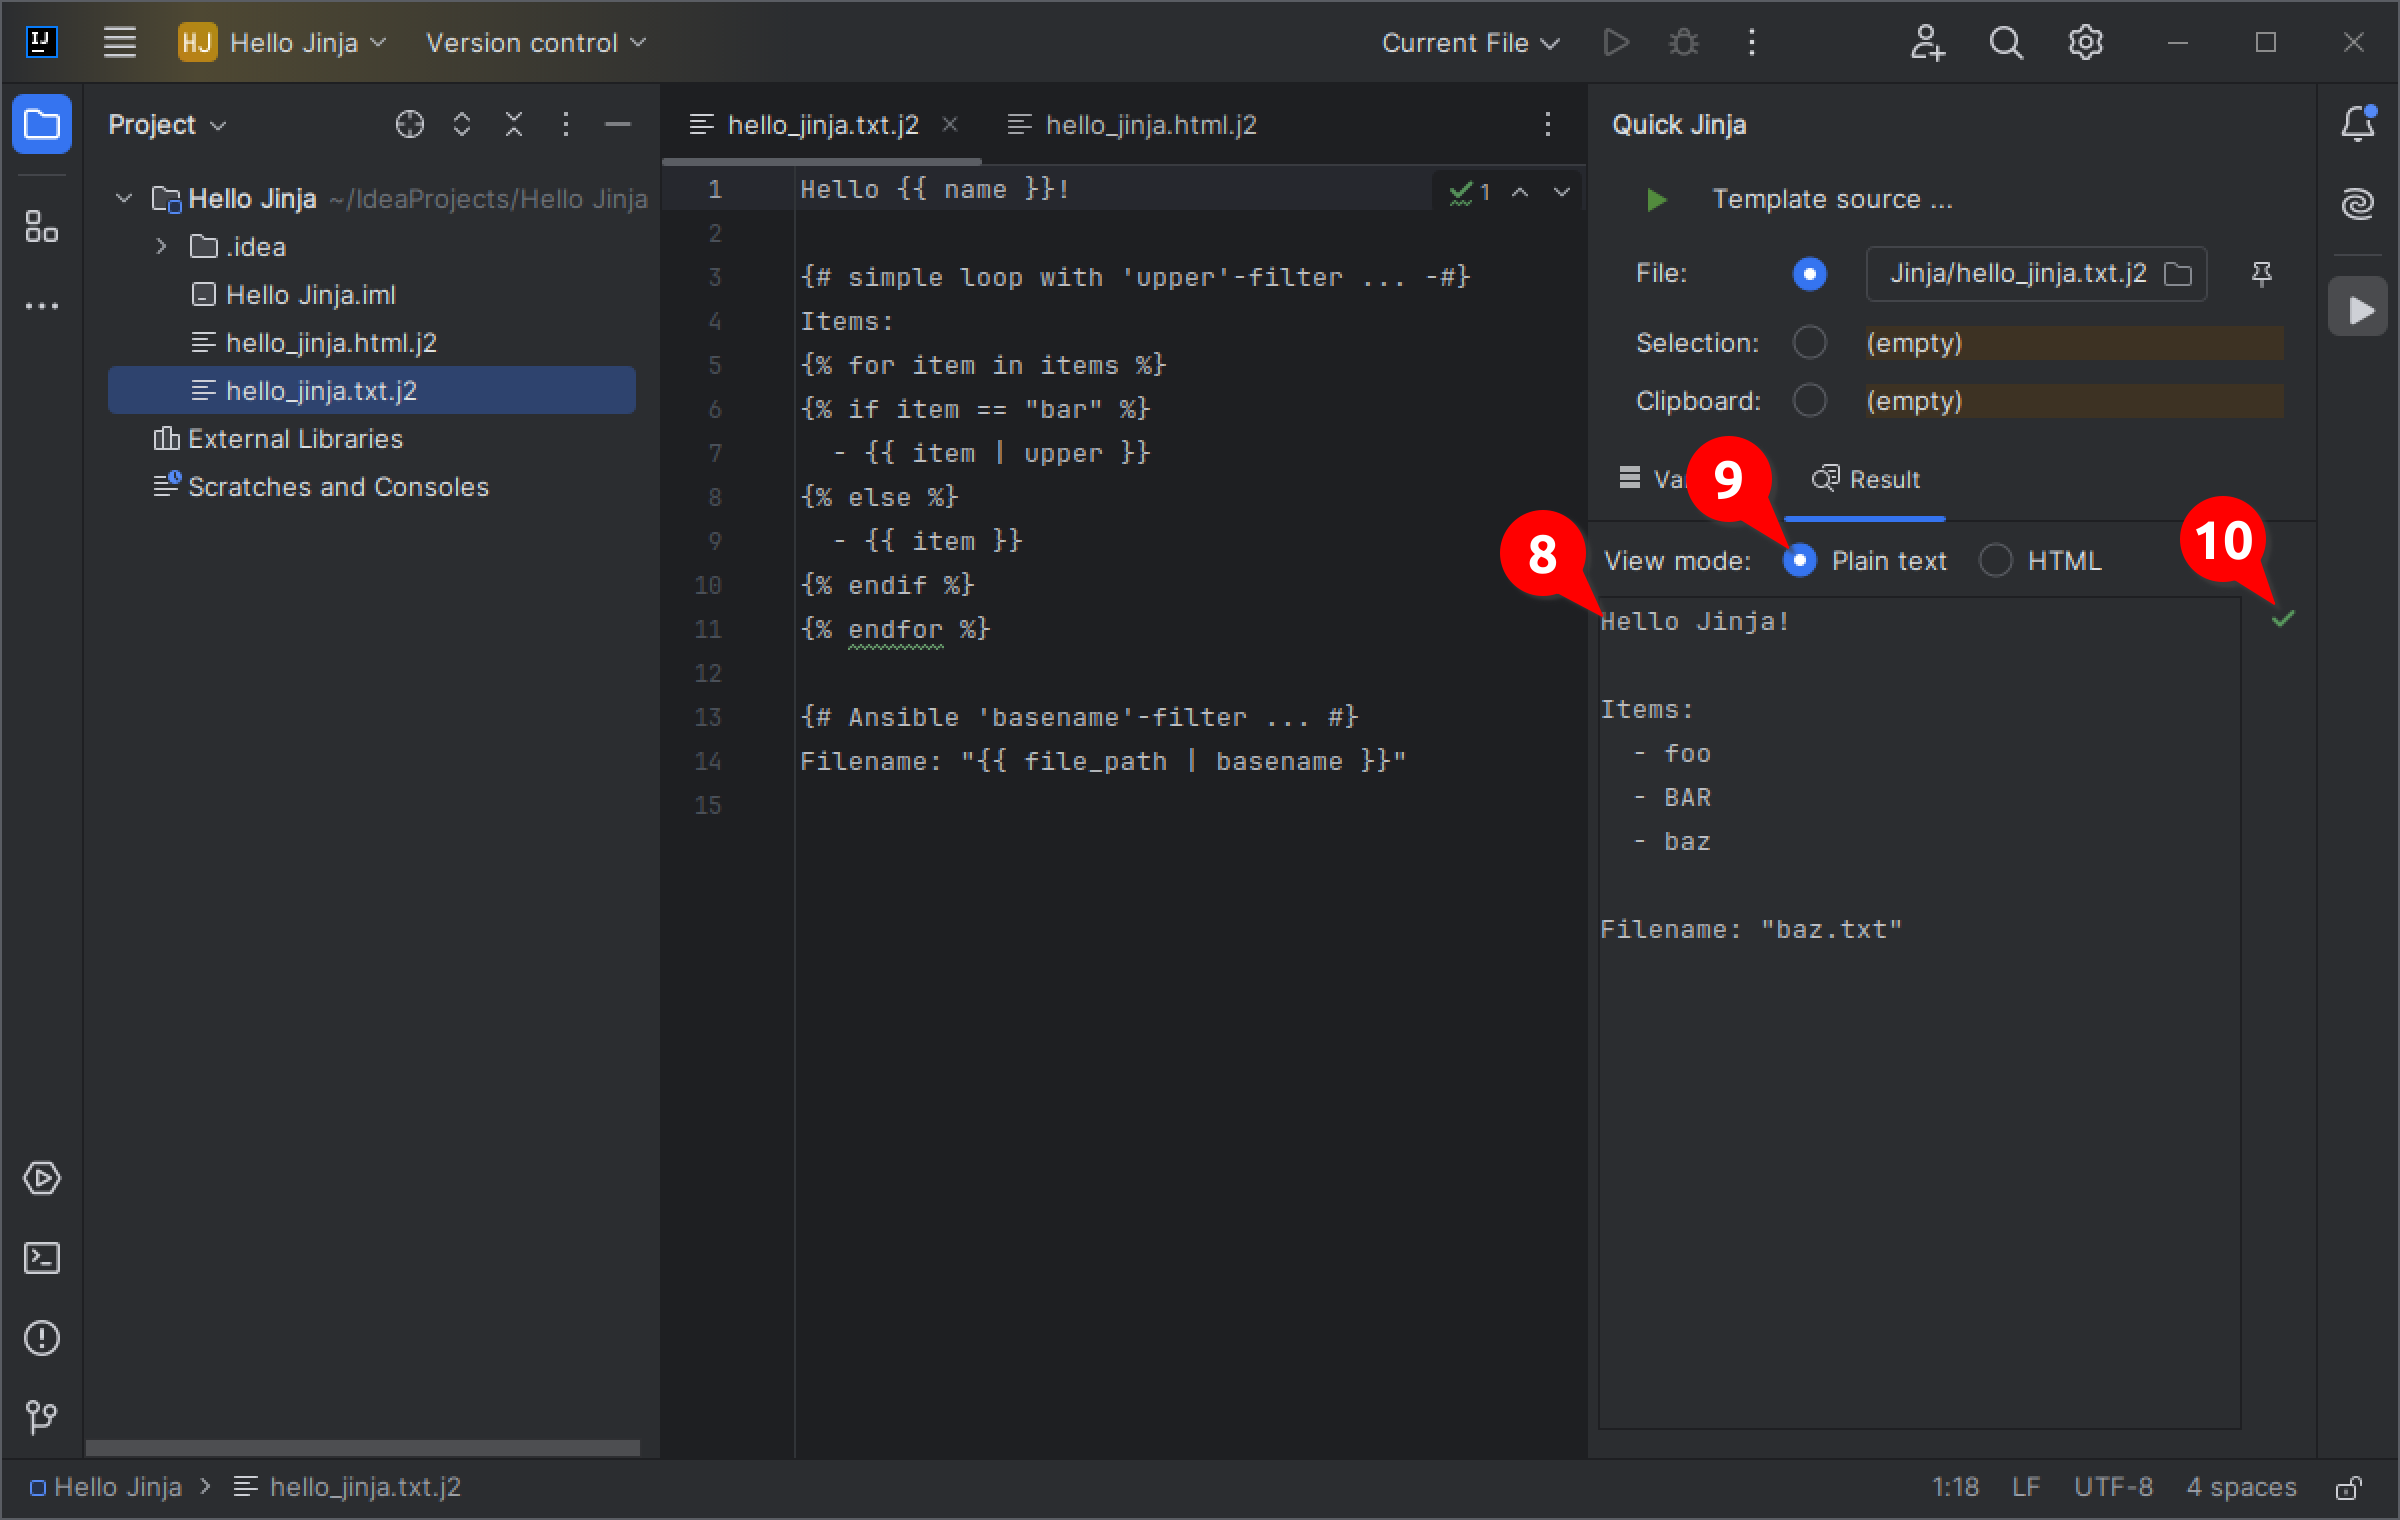 IJ
HJ Hello Jinja
Version control
Current File
Project
Hello Jinja ~/IdeaProjects/Hello Jinja
.idea
Hello Jinja.iml
hello_jinja.html.j2
hello_jinja.txt.j2
External Libraries
Scratches and Consoles
hello_jinja.txt.j2
hello_jinja.html.j2
1 Hello {{ name }}!
1
2
3 {# simple loop with 'upper'-filter ... -#}
4 Items:
5 {% for item in items %}
6 {% if item == "bar" %}
7   - {{ item | upper }}
8 {% else %}
9   - {{ item }}
10 {% endif %}
11 {% endfor %}
12
13 {# Ansible 'basename'-filter ... #}
14 Filename: "{{ file_path | basename }}"
15
Quick Jinja
Template source ...
File: Jinja/hello_jinja.txt.j2
Selection: (empty)
Clipboard: (empty)
Va
9
Result
8
10
View mode: Plain text HTML
Hello Jinja!
Items:
  - foo
  - BAR
  - baz
Filename: "baz.txt"
Hello Jinja > hello_jinja.txt.j2
1:18 LF UTF-8 4 spaces